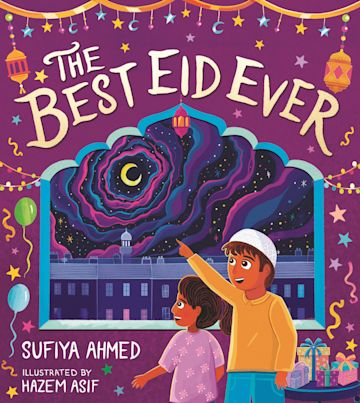 THE
BEST EID EVER
SUFIYA AHMED
ILLUSTRATED BY
HAZEM ASIF